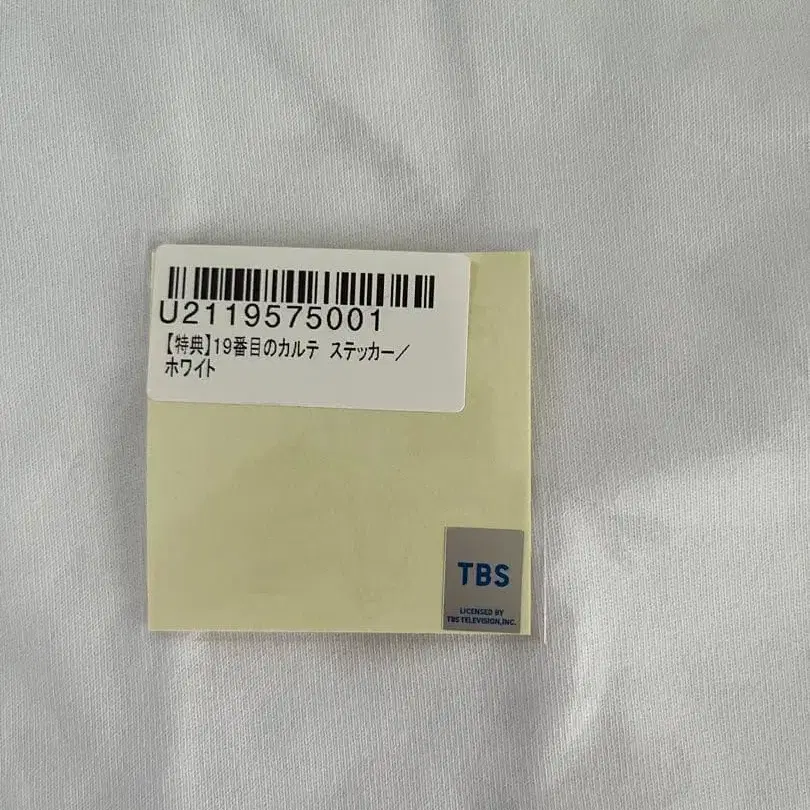 U2119575001
【特典】19番目のカルテ ステッカー／
ホワイト
TBS
LICENSED BY
TBS TELEVISION,INC.